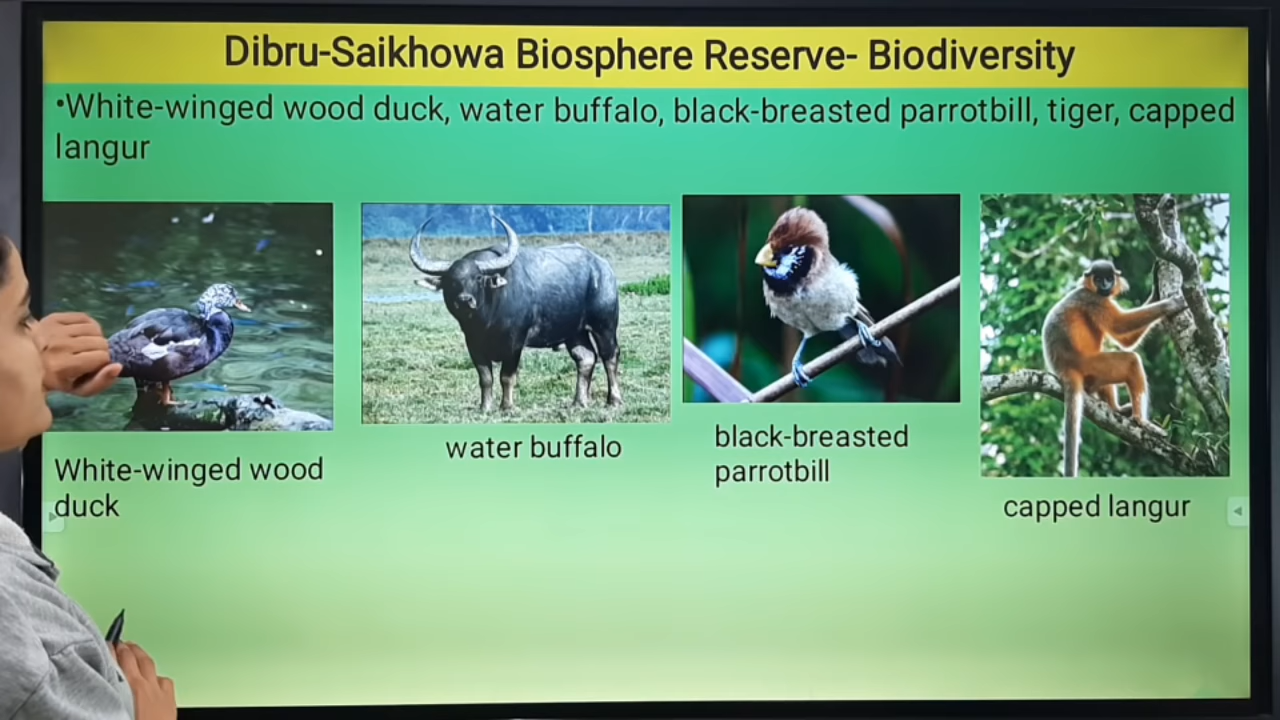 Dibru-Saikhowa Biosphere Reserve- Biodiversity
•White-winged wood duck, water buffalo, black-breasted parrotbill, tiger, capped
langur
White-winged wood
duck
water buffalo
black-breasted
parrotbill
capped langur